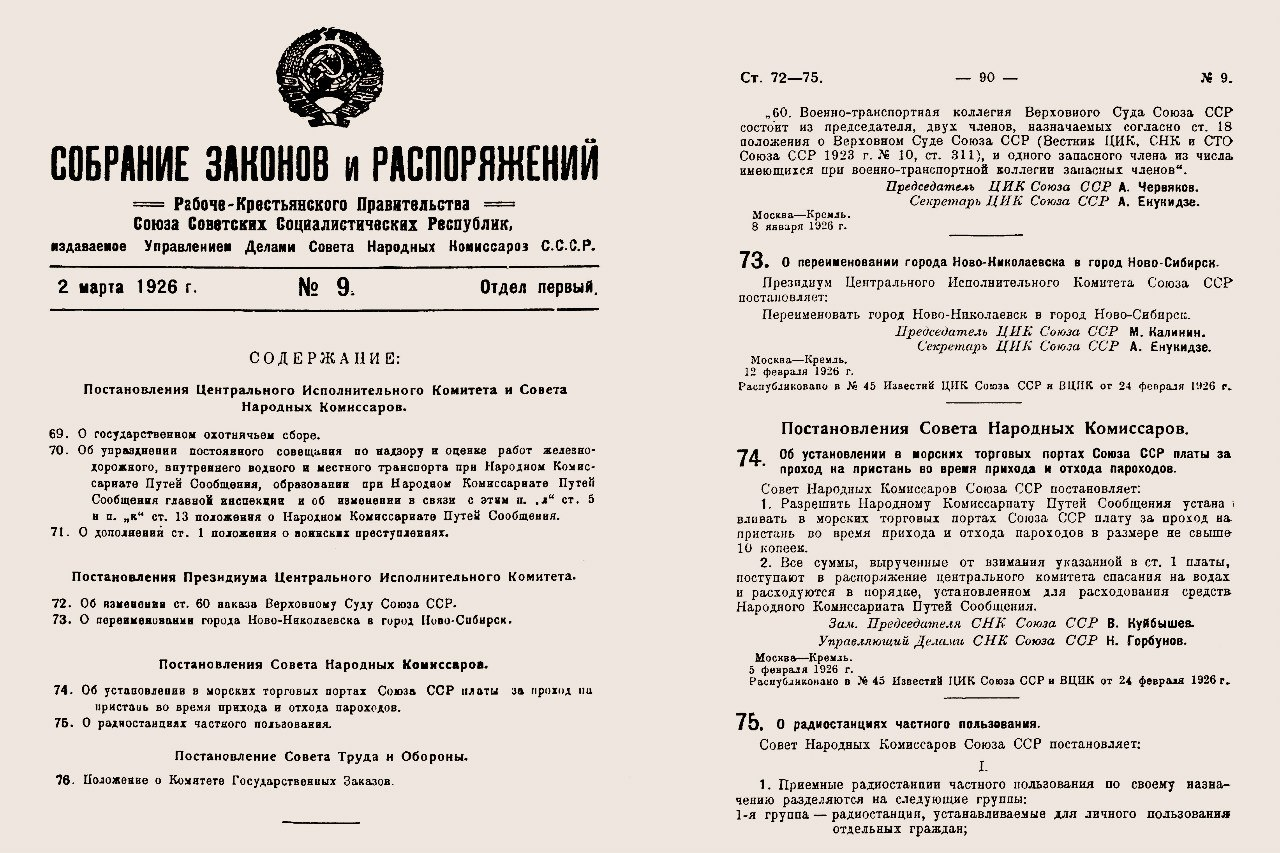 СОБРАНИЕ ЗАКОНОВ и РАСПОРЯЖЕНИЙ
Рабоче-Крестьянского Правительства
Союза Советских Социалистических Республик,
издаваемое Управлением Делами Совета Народных Комиссаров С.С.С.Р.
2 марта 1926 г. № 9. Отдел первый.
СОДЕРЖАНИЕ:
Постановления Центрального Исполнительного Комитета и Совета
Народных Комиссаров.
69. О государственном охотничьем сборе.
70. Об упразднении постоянного совещания по надзору и оценке работ железно-
дорожного, внутреннего водного и местного транспорта при Народном Комис-
сариате Путей Сообщения, образовании при Народном Комиссариате Путей
Сообщения главной инспекции и об изменении в связи с этим п. „л“ ст. 5
и п. „к“ ст. 13 положения о Народном Комиссариате Путей Сообщения.
71. О дополнений ст. 1 положения о воинских преступлениях.
Постановления Президиума Центрального Исполнительного Комитета.
72. Об изменении ст. 60 наказа Верховному Суду Союза ССР.
73. О переименовании города Ново-Николаевска в город Ново-Сибирск.
Постановления Совета Народных Комиссаров.
74. Об установлении в морских торговых портах Союза ССР платы за проход на
пристань во время прихода и отхода пароходов.
75. О радиостанциях частного пользования.
Постановление Совета Труда и Обороны.
76. Положение о Комитете Государственных Заказов.
Ст. 72—75. — 90 — № 9.
„60. Военно-транспортная коллегия Верховного Суда Союза ССР
состоит из председателя, двух членов, назначаемых согласно ст. 18
положения о Верховном Суде Союза ССР (Вестник ЦИК, СНК и СТО
Союза ССР 1923 г. № 10, ст. 311), и одного запасного члена из числа
имеющихся при военно-транспортной коллегии запасных членов“.
Председатель ЦИК Союза ССР А. Червяков.
Секретарь ЦИК Союза ССР А. Енукидзе.
Москва—Кремль.
8 января 1926 г.
73. О переименовании города Ново-Николаевска в город Ново-Сибирск.
Президиум Центрального Исполнительного Комитета Союза ССР
постановляет:
Переименовать город Ново-Николаевск в город Ново-Сибирск.
Председатель ЦИК Союза ССР М. Калинин.
Секретарь ЦИК Союза ССР А. Енукидзе.
Москва—Кремль.
12 февраля 1926 г.
Распубликовано в № 45 Известий ЦИК Союза ССР и ВЦИК от 24 февраля 1926 г.
Постановления Совета Народных Комиссаров.
74. Об установлении в морских торговых портах Союза ССР платы за
проход на пристань во время прихода и отхода пароходов.
Совет Народных Комиссаров Союза ССР постановляет:
1. Разрешить Народному Комиссариату Путей Сообщения устана
вливать в морских торговых портах Союза ССР плату за проход на
пристань во время прихода и отхода пароходов в размере не свыше
10 копеек.
2. Все суммы, вырученные от взимания указанной в ст. 1 платы,
поступают в распоряжение центрального комитета спасания на водах
и расходуются в порядке, установленном для расходования средств
Народного Комиссариата Путей Сообщения.
Зам. Председателя СНК Союза ССР В. Куйбышев.
Управляющий Делами СНК Союза ССР Н. Горбунов.
Москва—Кремль.
5 февраля 1926 г.
Распубликовано в № 45 Известий ЦИК Союза ССР и ВЦИК от 24 февраля 1926 г.
75. О радиостанциях частного пользования.
Совет Народных Комиссаров Союза ССР постановляет:
I.
1. Приемные радиостанции частного пользования по своему назна-
чению разделяются на следующие группы:
1-я группа — радиостанции, устанавливаемые для личного пользования
отдельных граждан;